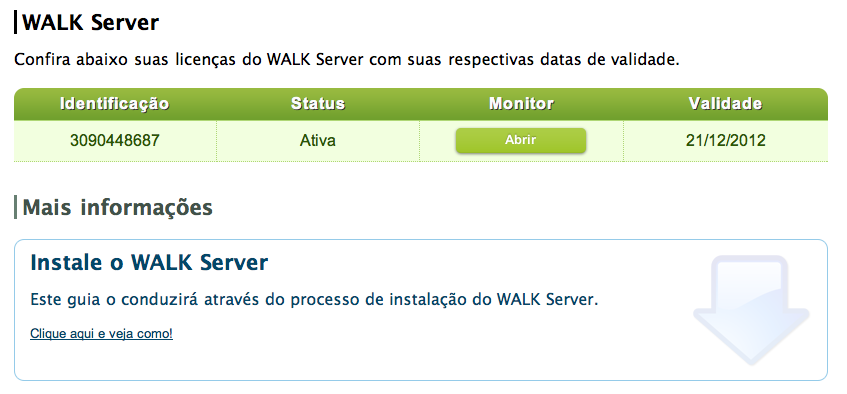 WALK Server
Confira abaixo suas licenças do WALK Server com suas respectivas datas de validade.
Identificação Status Monitor Validade
3090448687 Ativa Abrir 21/12/2012
Mais informações
Instale o WALK Server
Este guia o conduzirá através do processo de instalação do WALK Server.
Clique aqui e veja como!